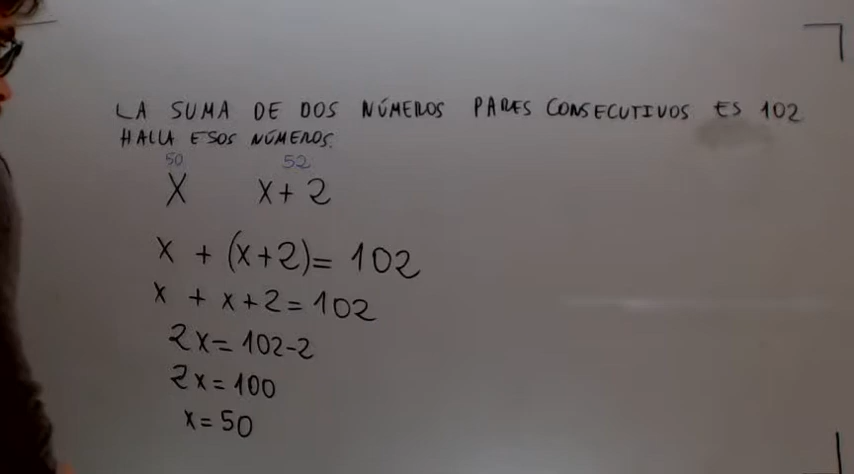 LA SUMA DE DOS NÚMEROS PARES CONSECUTIVOS ES 102
HALLA ESOS NÚMEROS.
50 52
X X+2
X + (X+2)= 102
X + X+2=102
2X=102-2
2X=100
X=50